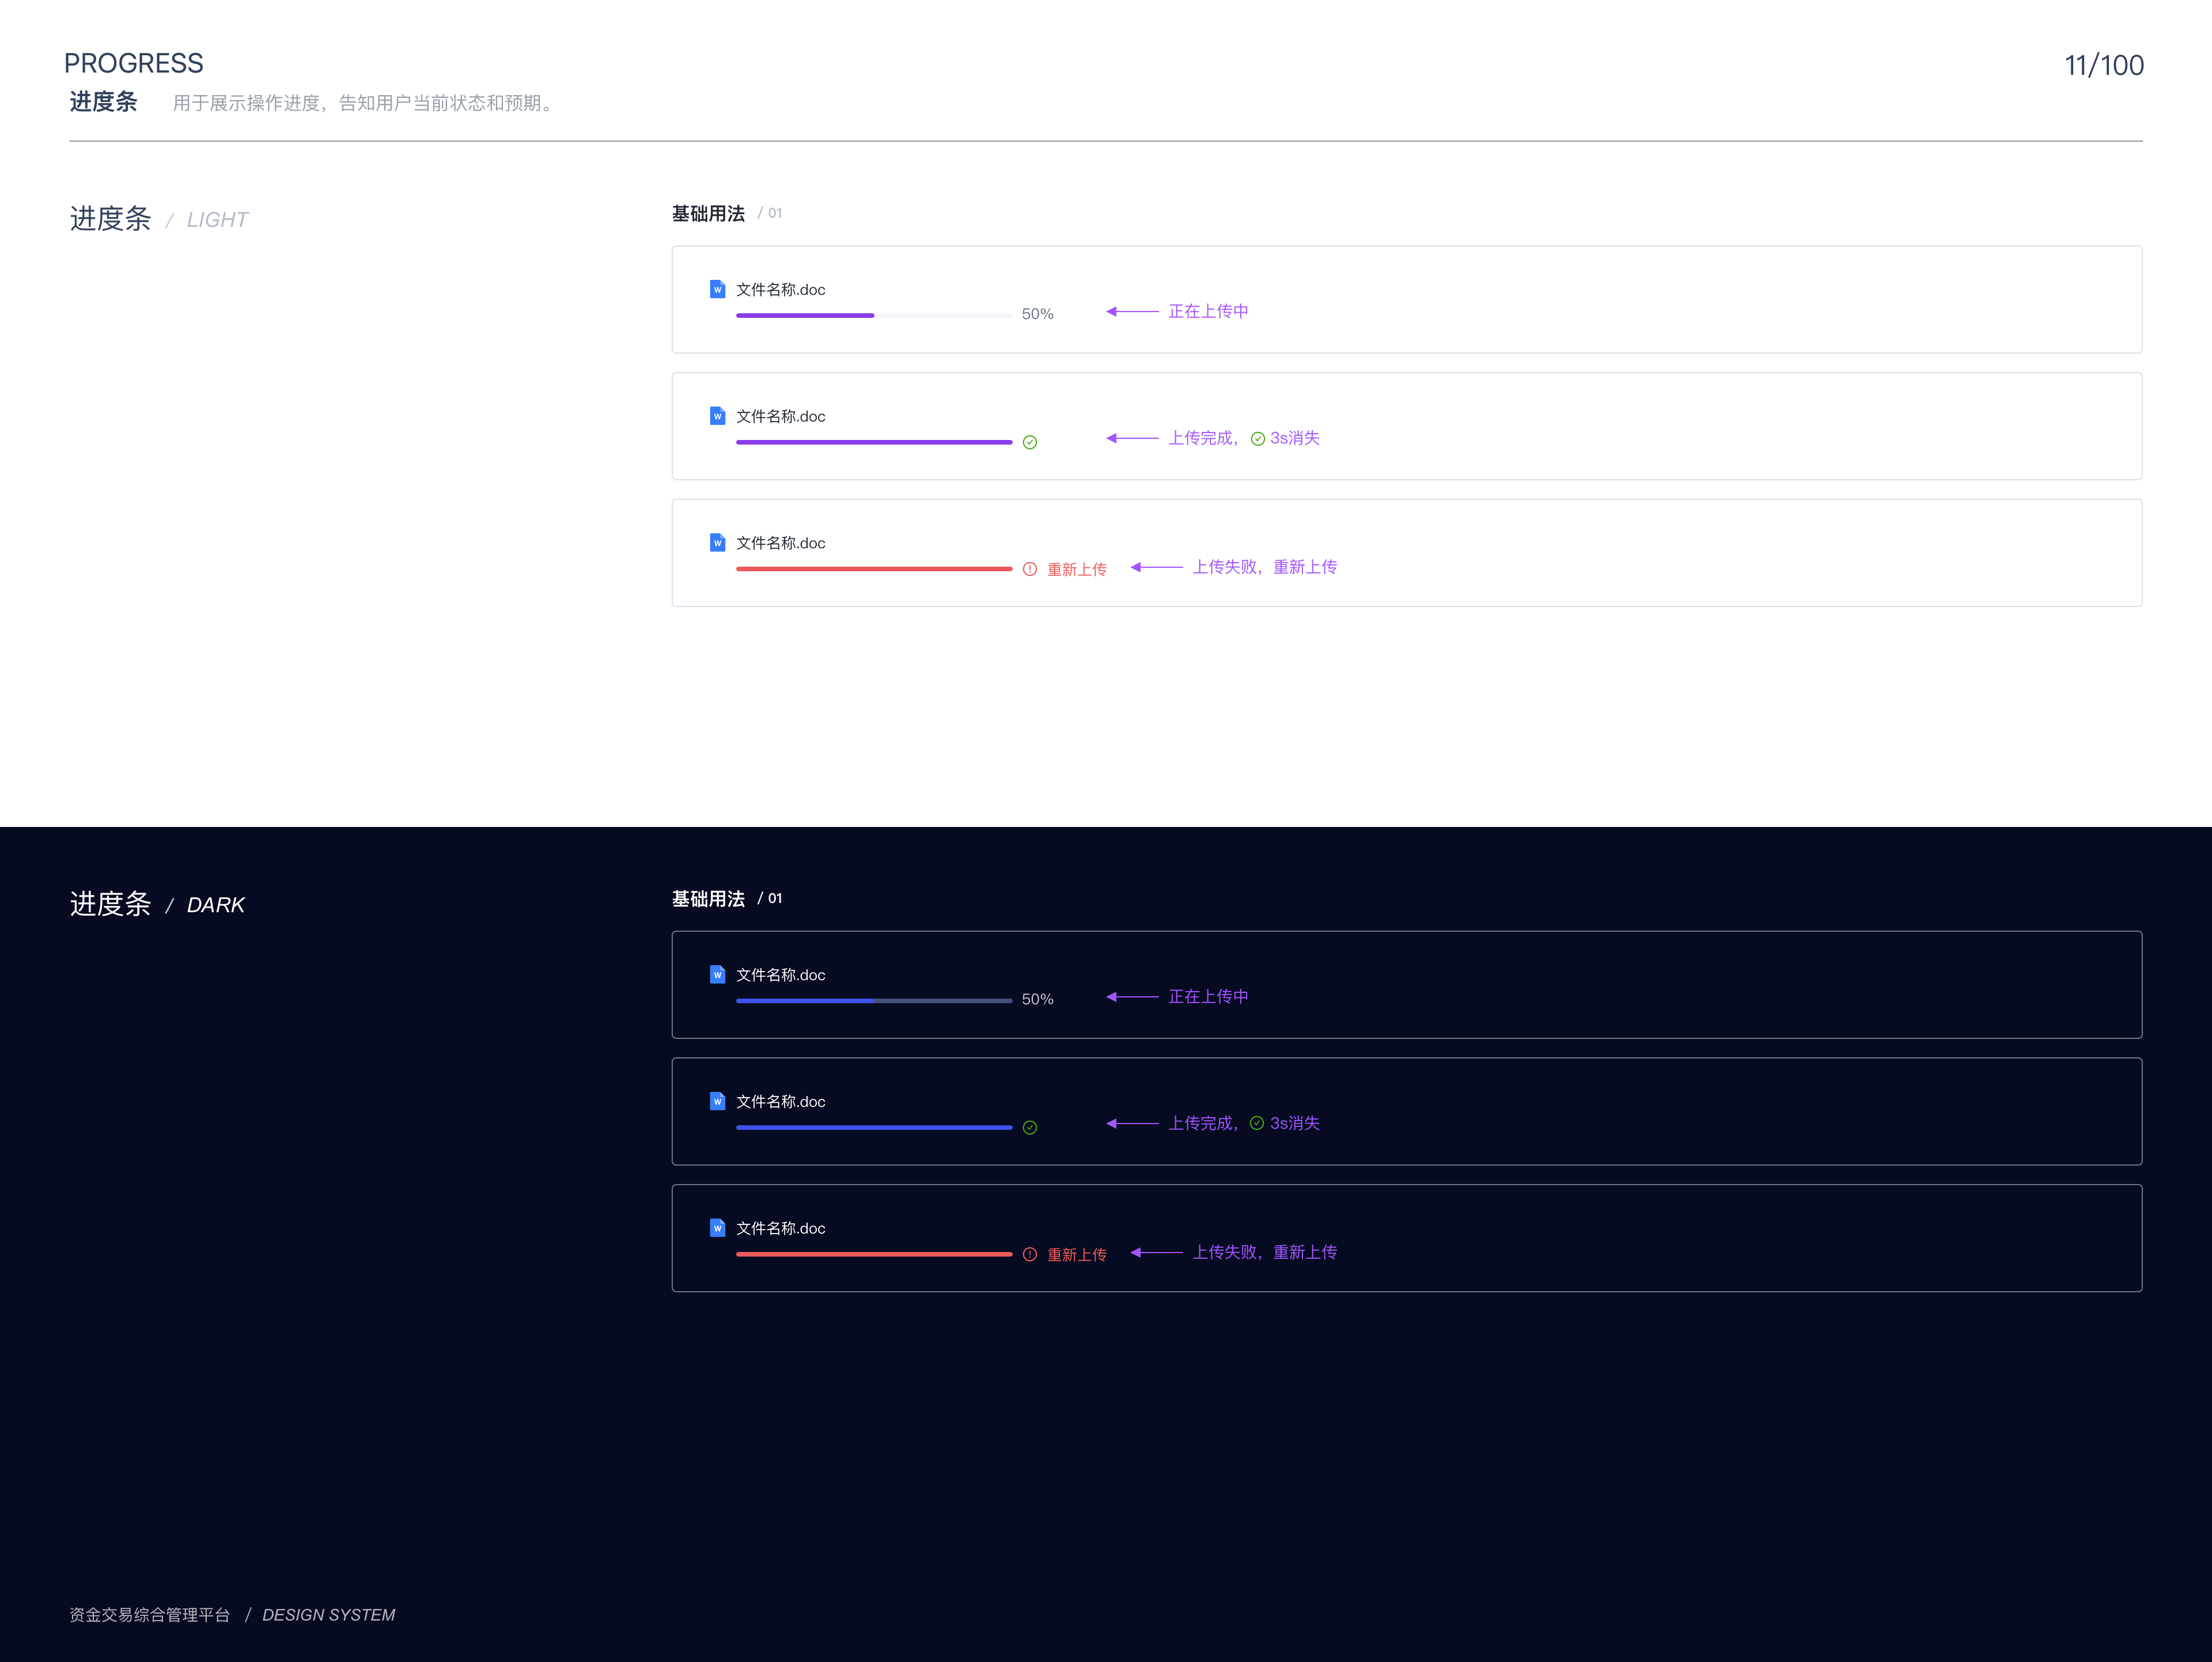 PROGRESS
11/100
进度条 用于展示操作进度，告知用户当前状态和预期。
进度条 / LIGHT
基础用法 / 01
W 文件名称.doc
50% 正在上传中
W 文件名称.doc
上传完成， 3s消失
W 文件名称.doc
重新上传 上传失败，重新上传
进度条 / DARK
基础用法 / 01
W 文件名称.doc
50% 正在上传中
W 文件名称.doc
上传完成， 3s消失
W 文件名称.doc
重新上传 上传失败，重新上传
资金交易综合管理平台 / DESIGN SYSTEM